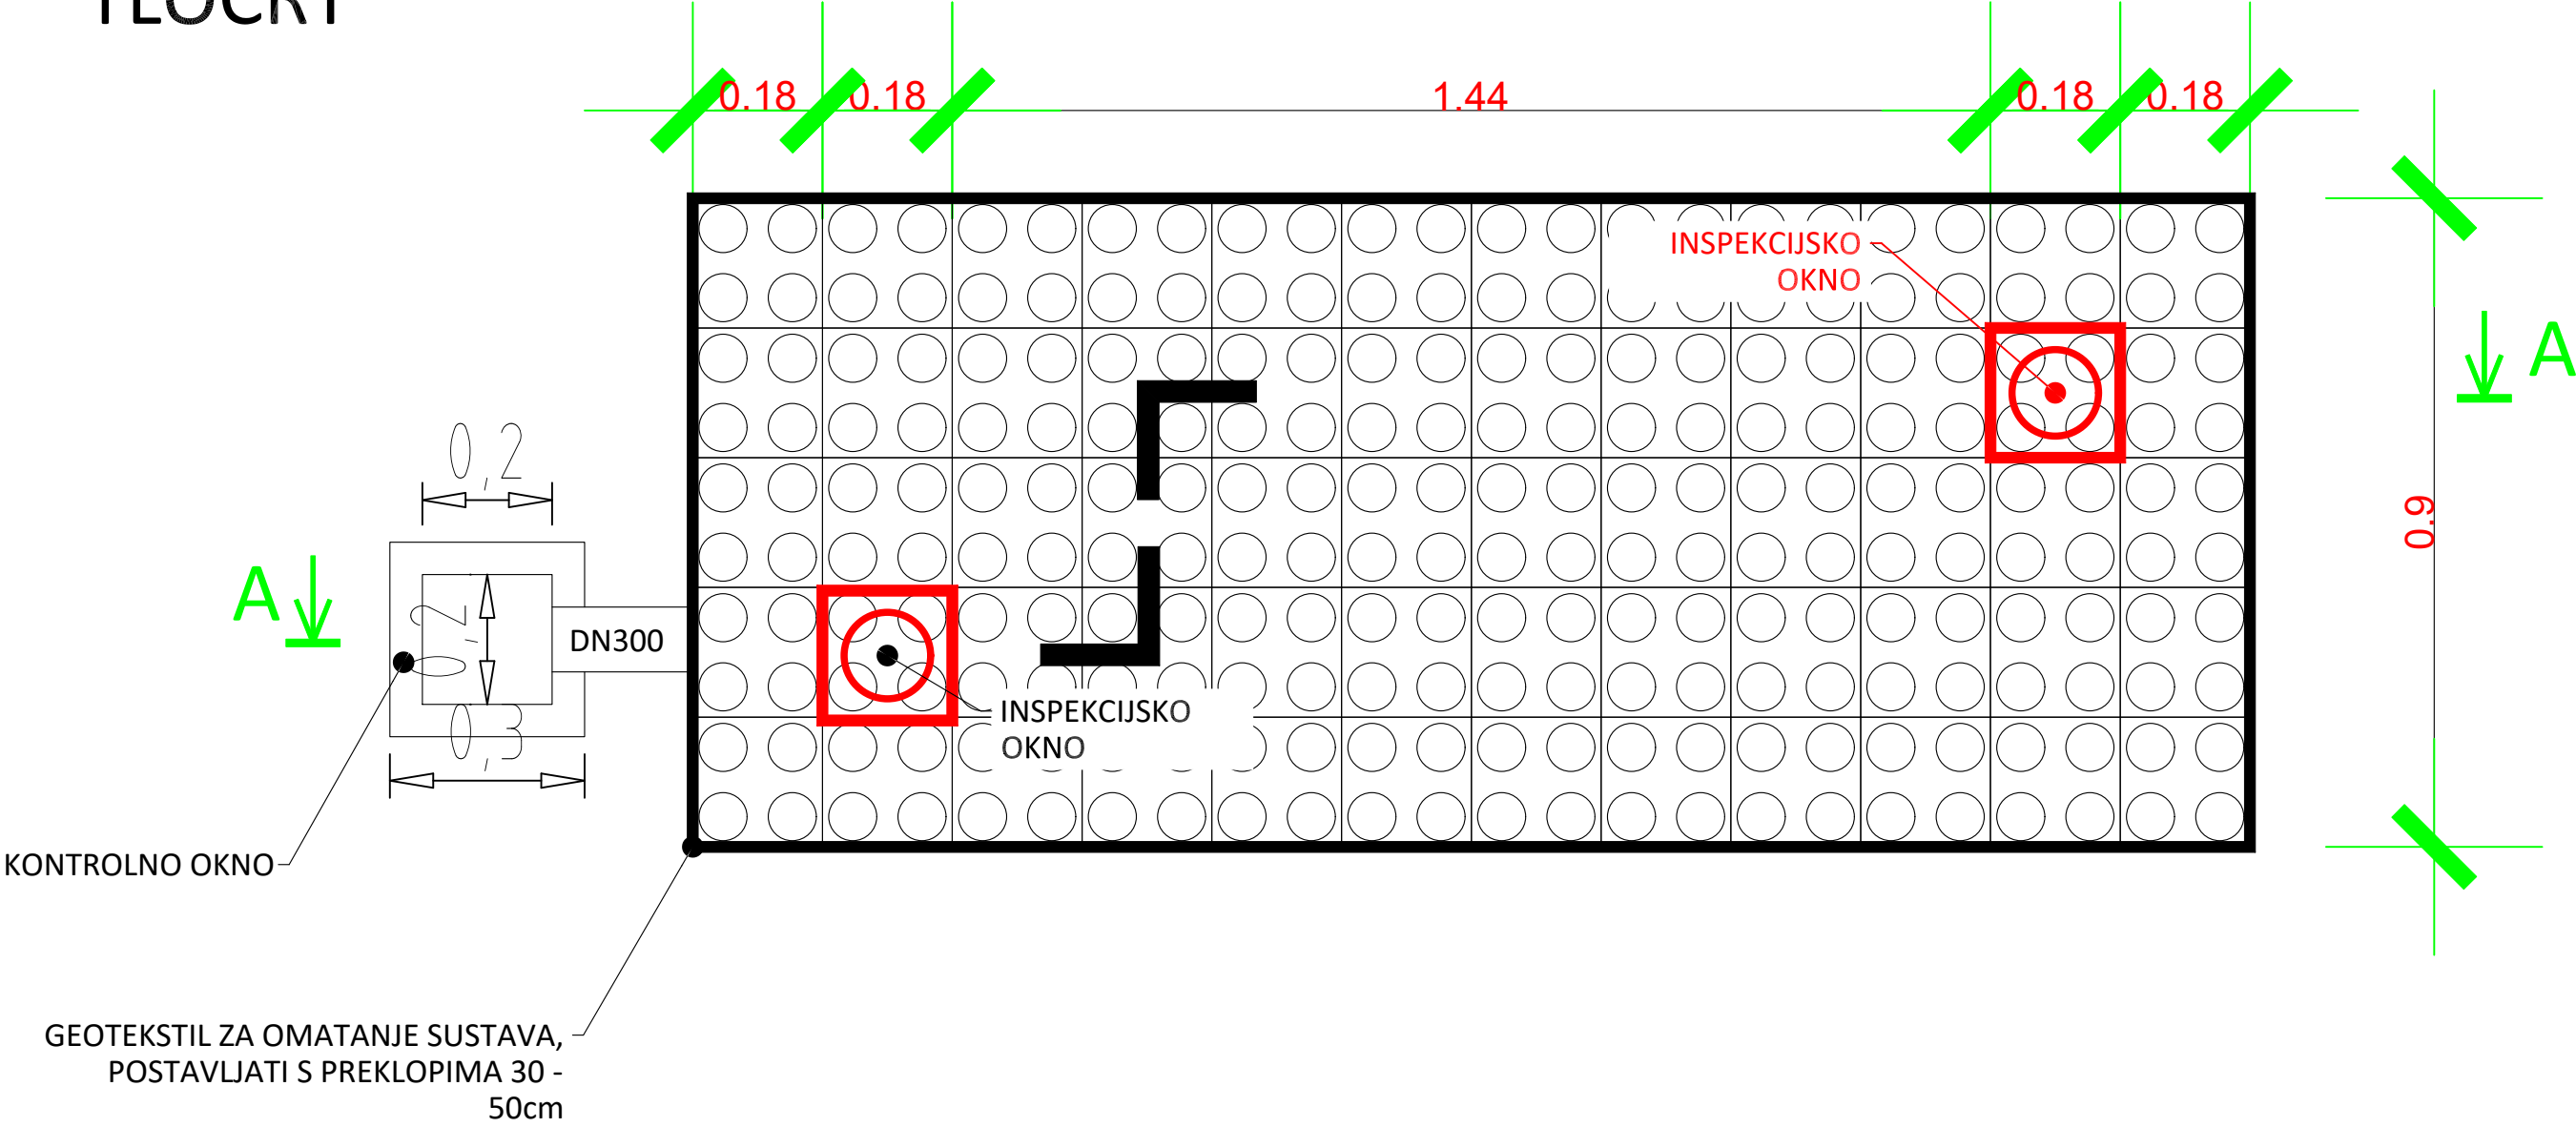 TLOCRT
0.18 0.18 1.44 0.18 0.18
INSPEKCIJSKO
OKNO
A
0,2
0.9
A
0,2
DN300
INSPEKCIJSKO
OKNO
0,3
KONTROLNO OKNO
GEOTEKSTIL ZA OMATANJE SUSTAVA,
POSTAVLJATI S PREKLOPIMA 30 -
50cm